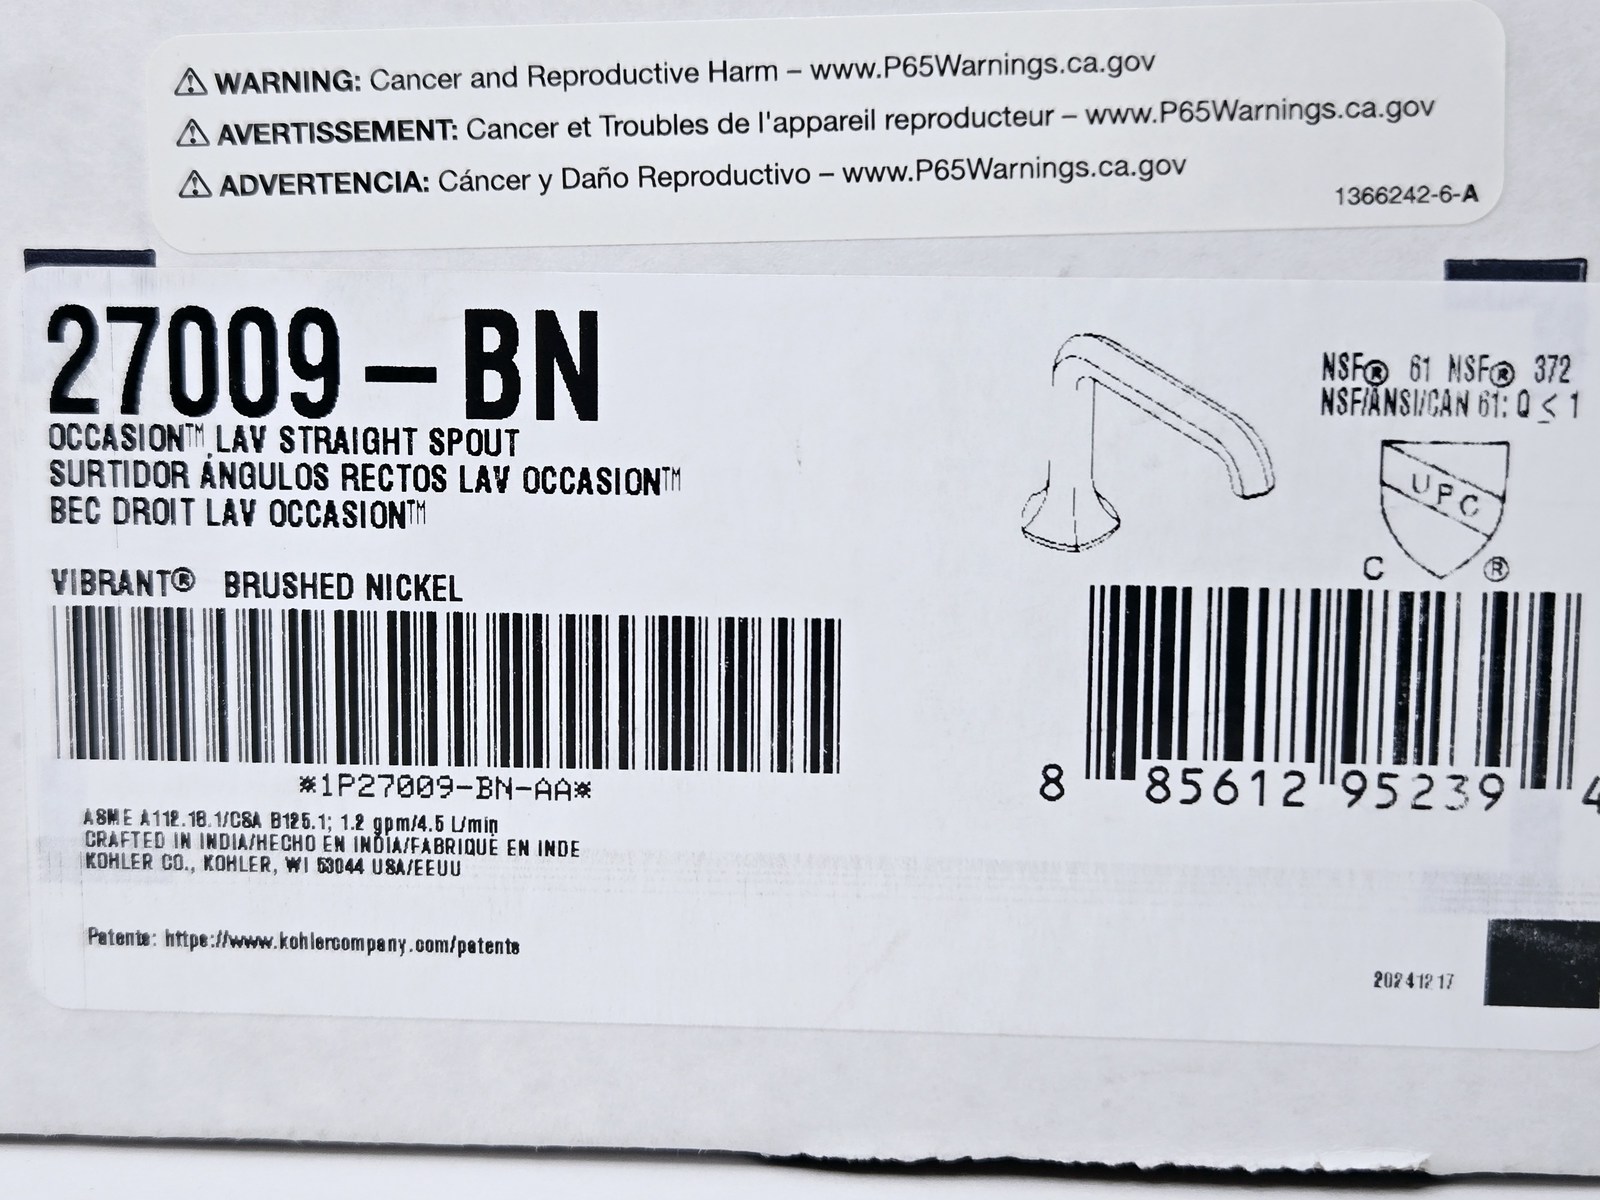 ⚠ WARNING: Cancer and Reproductive Harm – www.P65Warnings.ca.gov
⚠ AVERTISSEMENT: Cancer et Troubles de l'appareil reproducteur – www.P65Warnings.ca.gov
⚠ ADVERTENCIA: Cáncer y Daño Reproductivo – www.P65Warnings.ca.gov
1366242-6-A
27009-BN
OCCASION™ LAV STRAIGHT SPOUT
SURTIDOR ÁNGULOS RECTOS LAV OCCASION™
BEC DROIT LAV OCCASION™
VIBRANT® BRUSHED NICKEL
*1P27009-BN-AA*
ASME A112.18.1/CSA B125.1; 1.2 gpm/4.5 L/min
CRAFTED IN INDIA/HECHO EN INDIA/FABRIQUÉ EN INDE
KOHLER CO., KOHLER, WI 53044 USA/EEUU
Patents: https://www.kohlercompany.com/patents
NSF® 61 NSF® 372
NSF/ANSI/CAN 61: Q ≤ 1
UPC
C ®
8 85612 95239 4
20241217